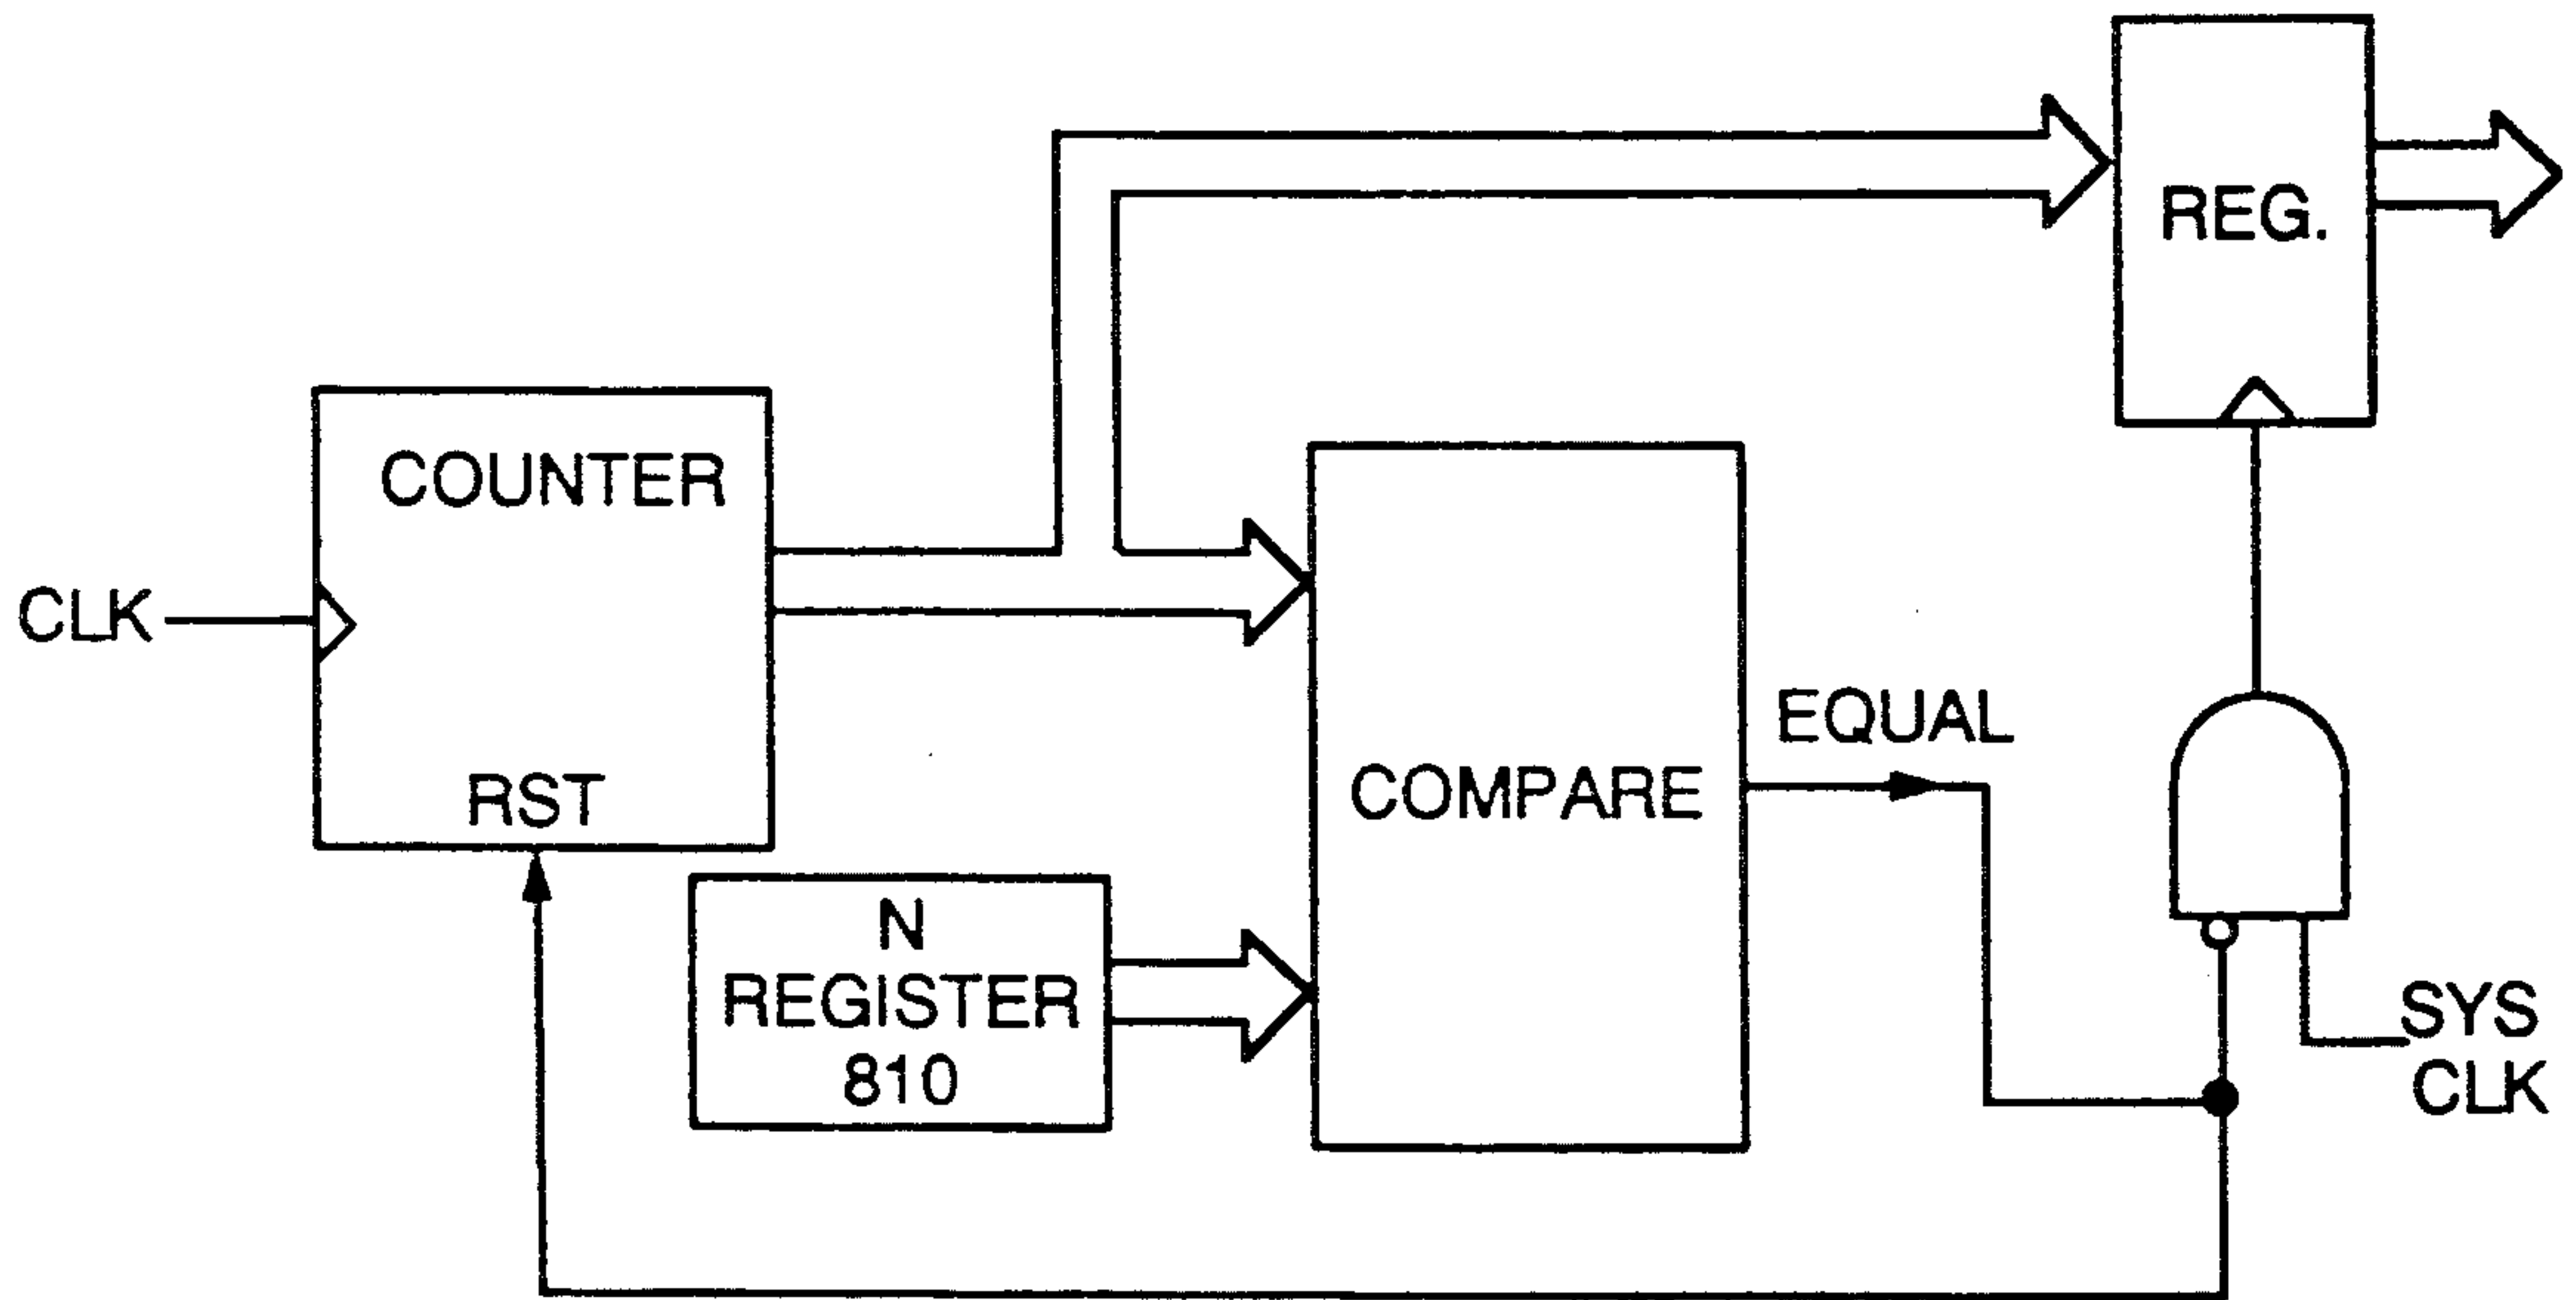 REG.
COUNTER
CLK
RST
EQUAL
COMPARE
N
REGISTER
810
SYS
CLK